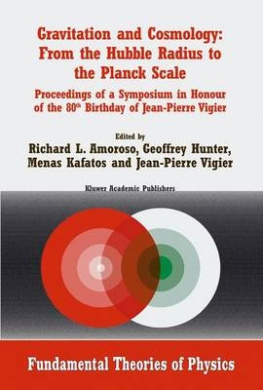 Gravitation and Cosmology:
From the Hubble Radius to
the Planck Scale
Proceedings of a Symposium in Honour
of the 80th Birthday of Jean-Pierre Vigier
Edited by
Richard L. Amoroso, Geoffrey Hunter,
Menas Kafatos and Jean-Pierre Vigier
Kluwer Academic Publishers
Fundamental Theories of Physics